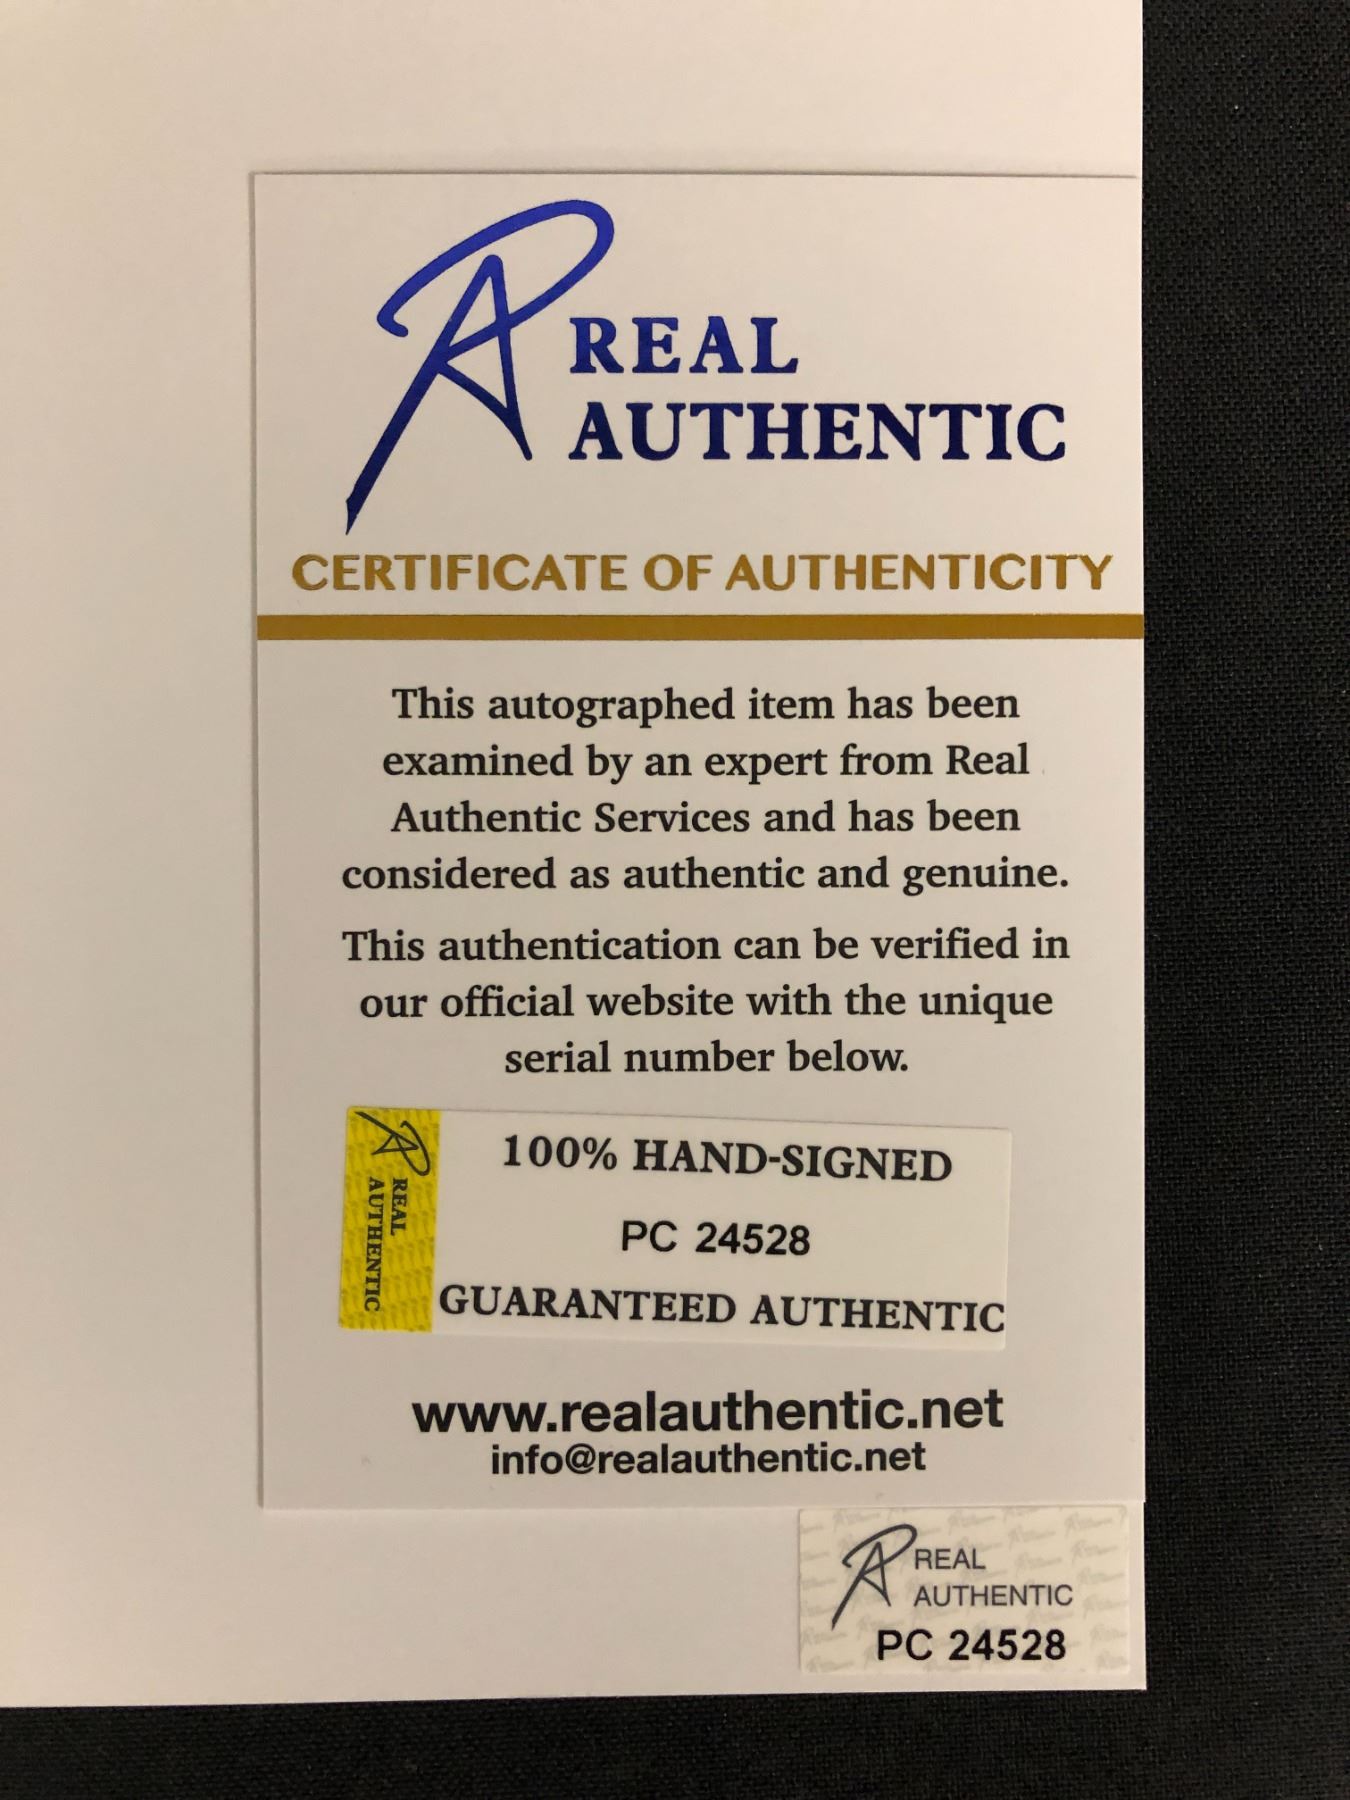 REAL
AUTHENTIC
CERTIFICATE OF AUTHENTICITY
This autographed item has been
examined by an expert from Real
Authentic Services and has been
considered as authentic and genuine.
This authentication can be verified in
our official website with the unique
serial number below.
REAL
AUTHENTIC
100% HAND-SIGNED
PC 24528
GUARANTEED AUTHENTIC
www.realauthentic.net
info@realauthentic.net
REAL
AUTHENTIC
PC 24528